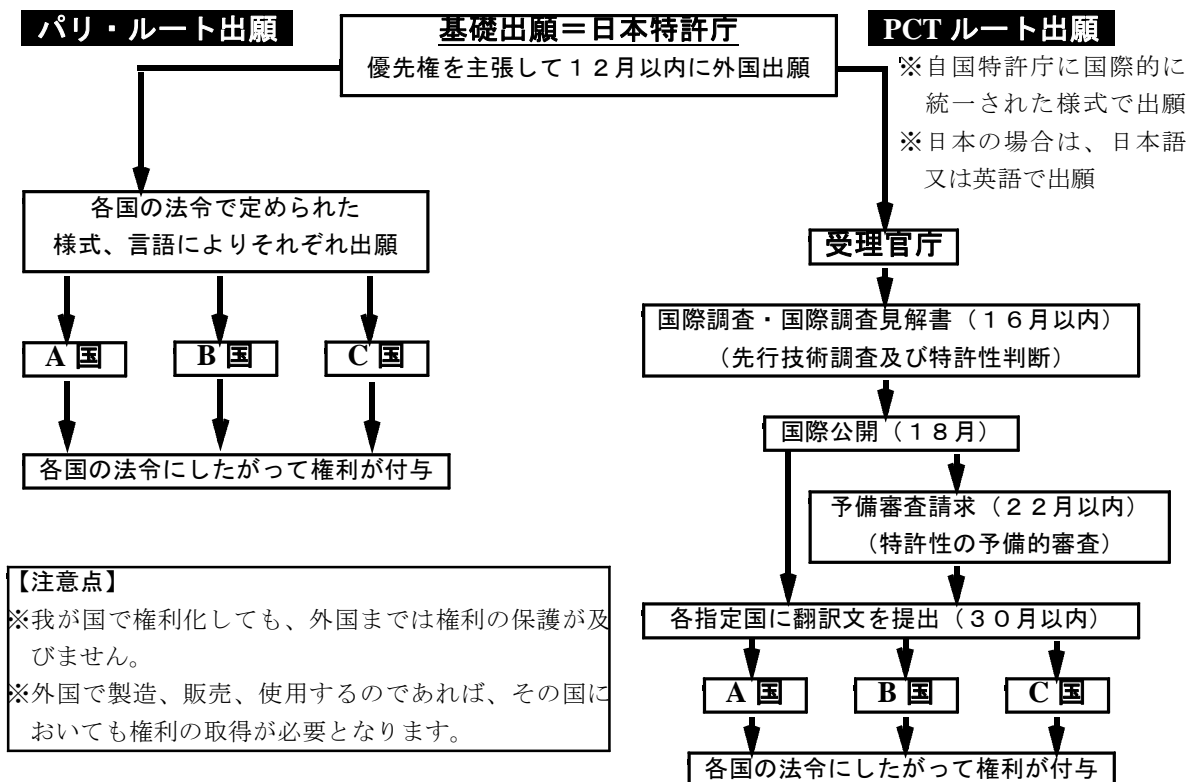 パリ・ルート出願
基礎出願＝日本特許庁
優先権を主張して１２月以内に外国出願
PCT ルート出願
※自国特許庁に国際的に
統一された様式で出願
※日本の場合は、日本語
又は英語で出願
各国の法令で定められた
様式、言語によりそれぞれ出願
A 国
B 国
C 国
各国の法令にしたがって権利が付与
受理官庁
国際調査・国際調査見解書（１６月以内）
（先行技術調査及び特許性判断）
国際公開（１８月）
予備審査請求（２２月以内）
（特許性の予備的審査）
各指定国に翻訳文を提出（３０月以内）
A 国
B 国
C 国
各国の法令にしたがって権利が付与
【注意点】
※我が国で権利化しても、外国までは権利の保護が及
びません。
※外国で製造、販売、使用するのであれば、その国に
おいても権利の取得が必要となります。